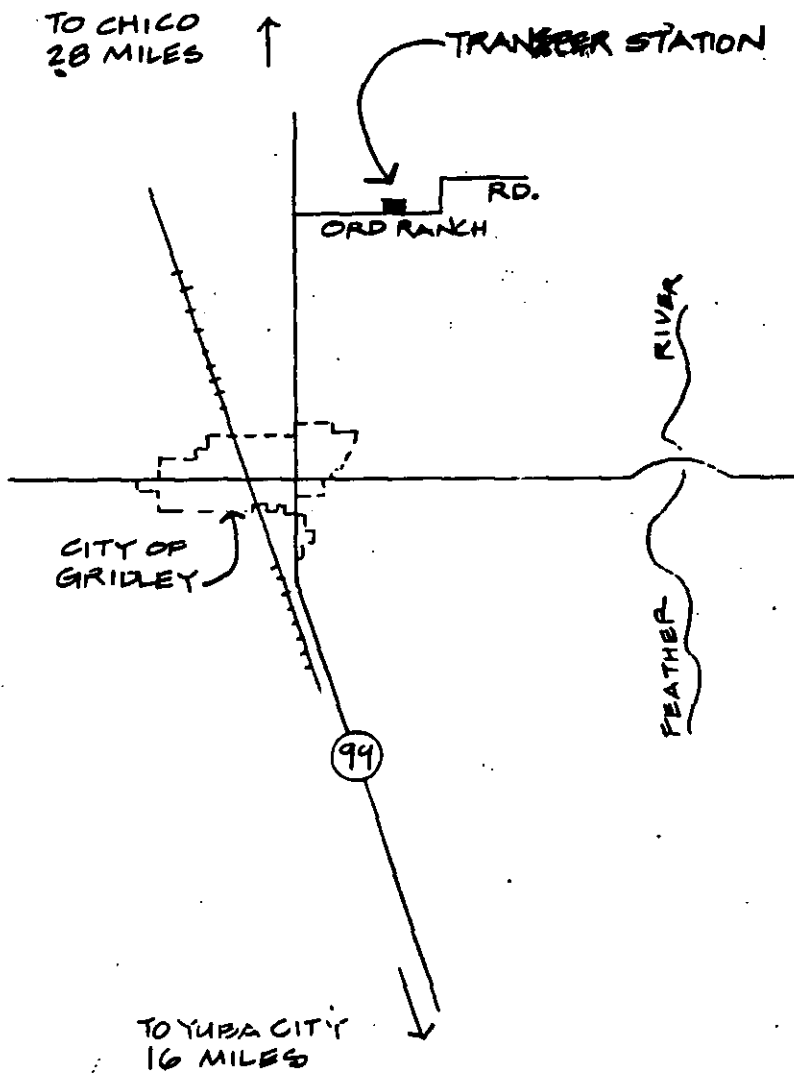 TO CHICO
28 MILES
TRANSFER STATION
RD.
ORD RANCH
RIVER
CITY OF
GRIDLEY
FEATHER
99
TO YUBA CITY
16 MILES